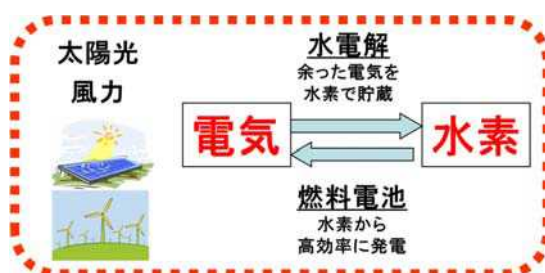 太陽光
風力
水電解
余った電気を
水素で貯蔵
電気
水素
燃料電池
水素から
高効率に発電